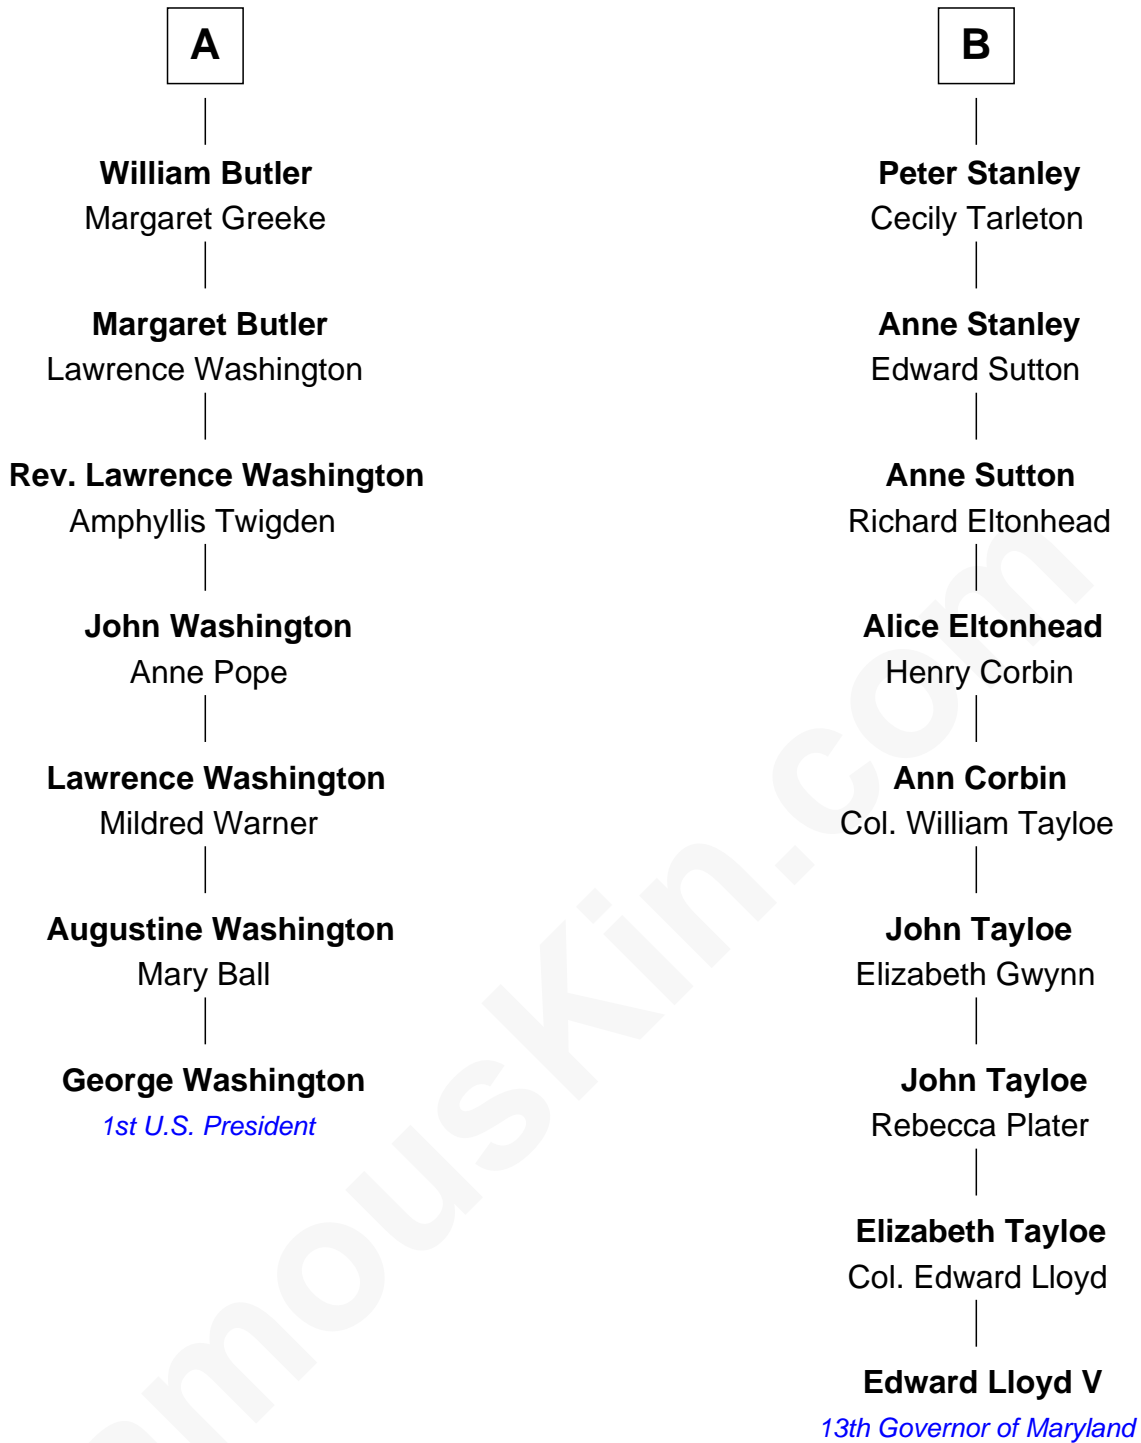 A
William Butler
Margaret Greeke
Margaret Butler
Lawrence Washington
Rev. Lawrence Washington
Amphyllis Twigden
John Washington
Anne Pope
Lawrence Washington
Mildred Warner
Augustine Washington
Mary Ball
George Washington
1st U.S. President
B
Peter Stanley
Cecily Tarleton
Anne Stanley
Edward Sutton
Anne Sutton
Richard Eltonhead
Alice Eltonhead
Henry Corbin
Ann Corbin
Col. William Tayloe
John Tayloe
Elizabeth Gwynn
John Tayloe
Rebecca Plater
Elizabeth Tayloe
Col. Edward Lloyd
Edward Lloyd V
13th Governor of Maryland
amousKin.com